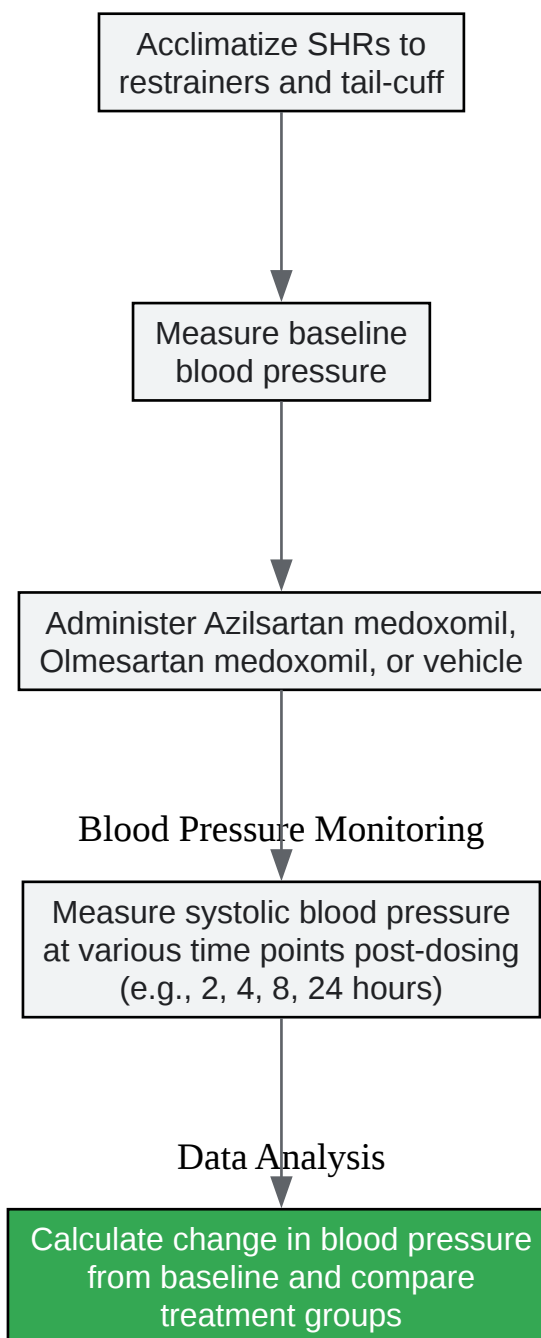 Acclimatize SHRs to
restrainers and tail-cuff
Measure baseline
blood pressure
Administer Azilsartan medoxomil,
Olmesartan medoxomil, or vehicle
Blood Pressure Monitoring
Measure systolic blood pressure
at various time points post-dosing
(e.g., 2, 4, 8, 24 hours)
Data Analysis
Calculate change in blood pressure
from baseline and compare
treatment groups